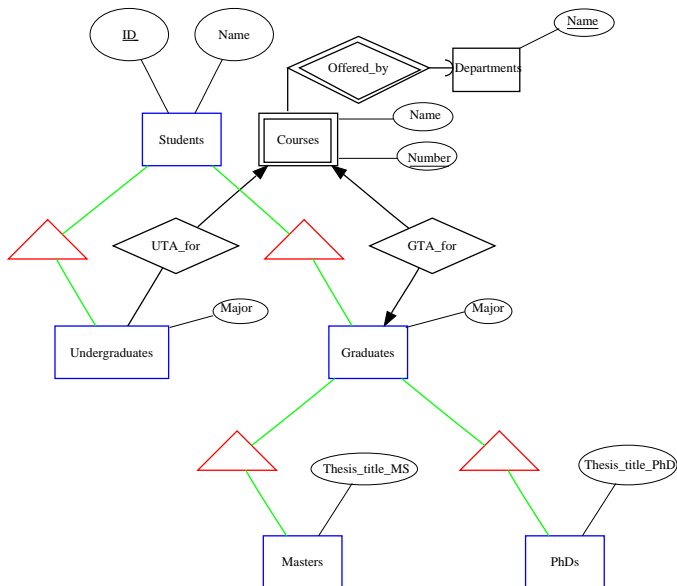 Name
ID
Name
Offered_by
Departments
Name
Students
Courses
Number
UTA_for
GTA_for
Major
Major
Undergraduates
Graduates
Thesis_title_MS
Thesis_title_PhD
Masters
PhDs